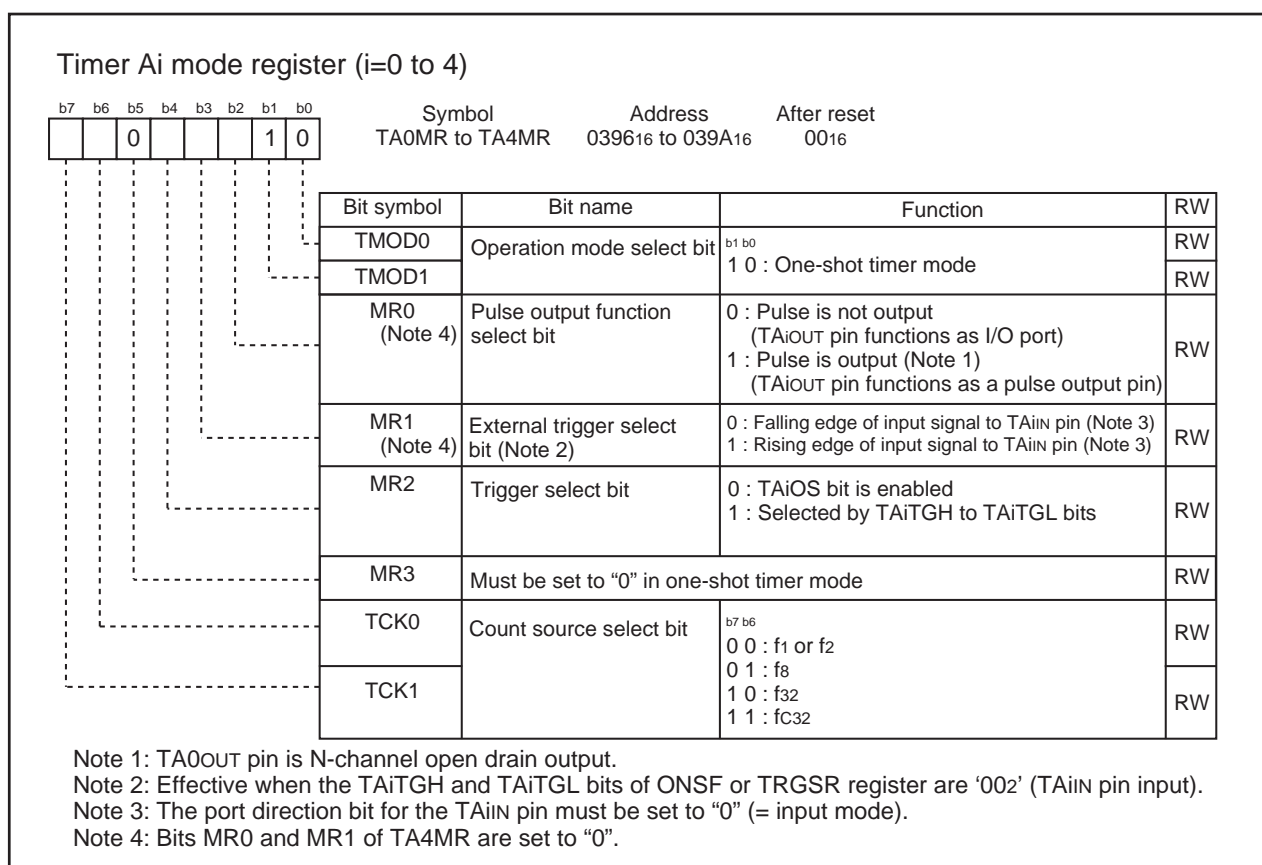 Timer Ai mode register (i=0 to 4)
b7 b6 b5 b4 b3 b2 b1 b0
0 1 0
Symbol Address After reset
TA0MR to TA4MR 039616 to 039A16 0016
Bit symbol Bit name Function RW
TMOD0 Operation mode select bit b1 b0 RW
1 0 : One-shot timer mode
TMOD1 RW
MR0 Pulse output function 0 : Pulse is not output
(Note 4) select bit (TAiOUT pin functions as I/O port)
1 : Pulse is output (Note 1) RW
(TAiOUT pin functions as a pulse output pin)
MR1 External trigger select 0 : Falling edge of input signal to TAiIN pin (Note 3)
(Note 4) bit (Note 2) 1 : Rising edge of input signal to TAiIN pin (Note 3) RW
MR2 Trigger select bit 0 : TAiOS bit is enabled
1 : Selected by TAiTGH to TAiTGL bits RW
MR3 Must be set to “0” in one-shot timer mode RW
TCK0 Count source select bit b7 b6 RW
0 0 : f1 or f2
0 1 : f8
TCK1 1 0 : f32 RW
1 1 : fC32
Note 1: TA0OUT pin is N-channel open drain output.
Note 2: Effective when the TAiTGH and TAiTGL bits of ONSF or TRGSR register are ‘002’ (TAiIN pin input).
Note 3: The port direction bit for the TAiIN pin must be set to “0” (= input mode).
Note 4: Bits MR0 and MR1 of TA4MR are set to “0”.